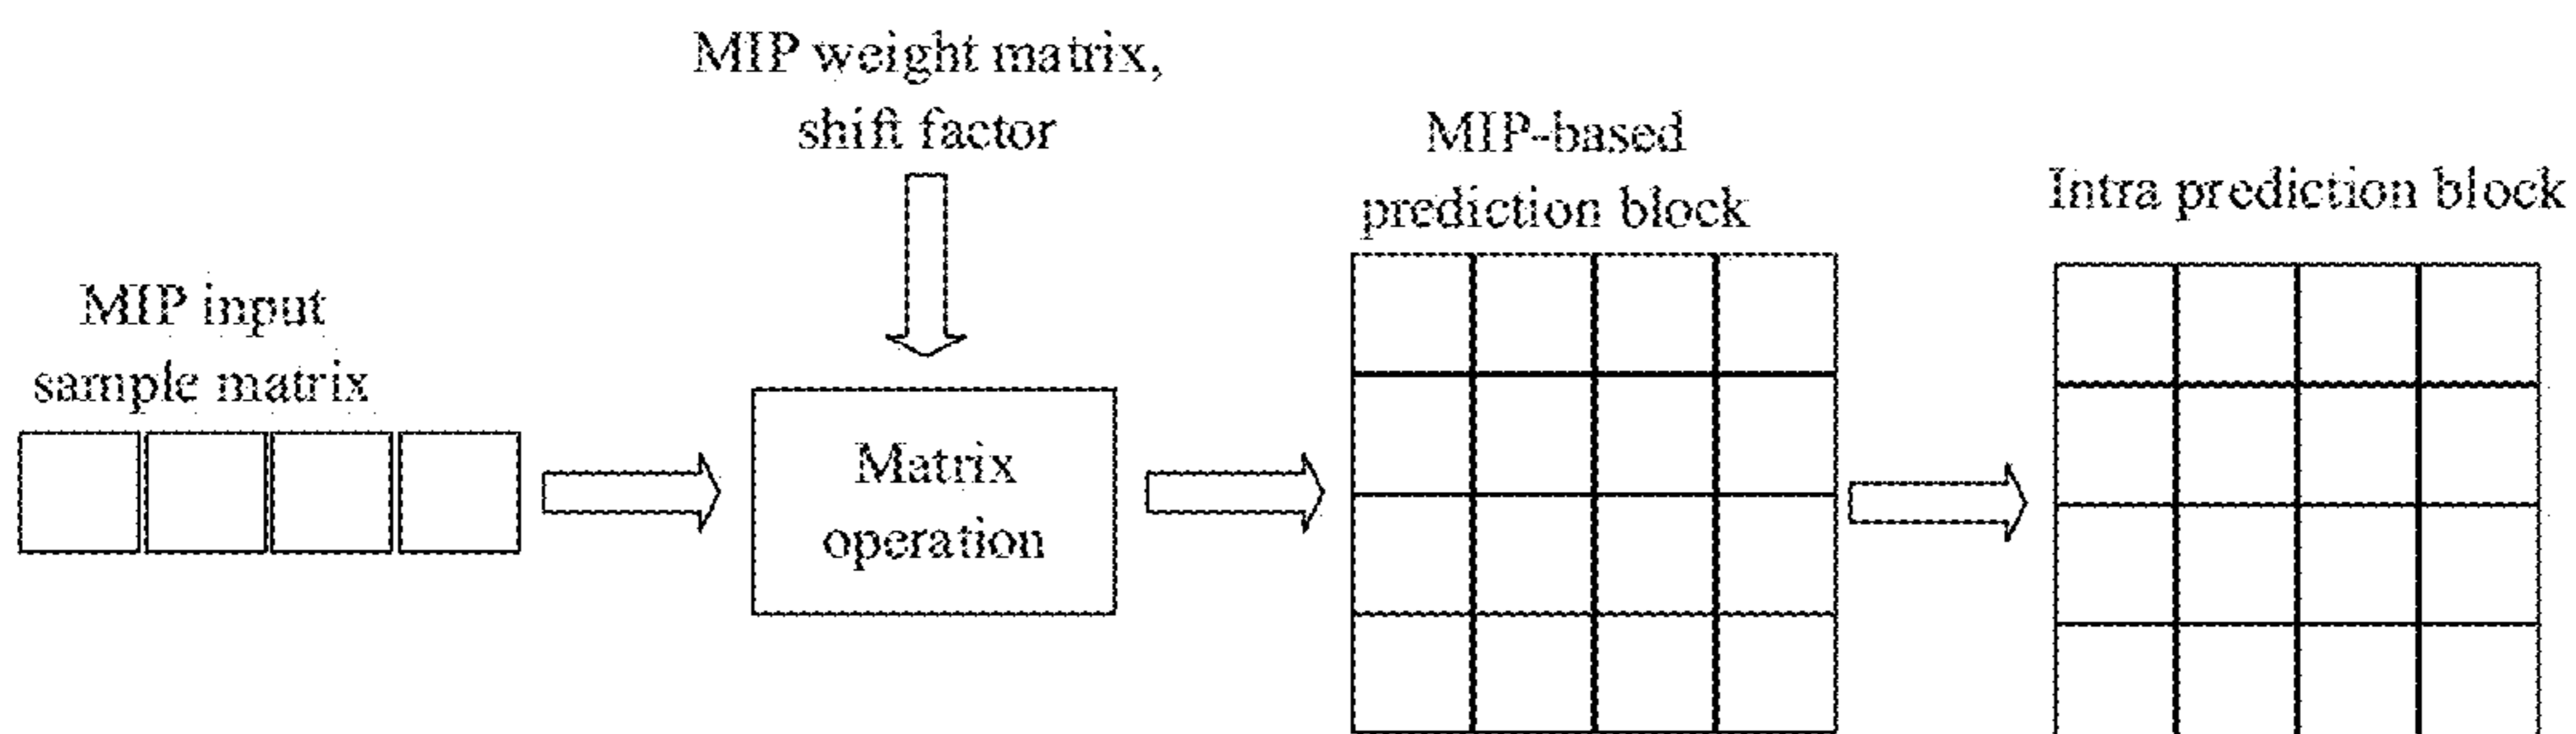 MIP input
sample matrix
MIP weight matrix,
shift factor
Matrix
operation
MIP-based
prediction block
Intra prediction block